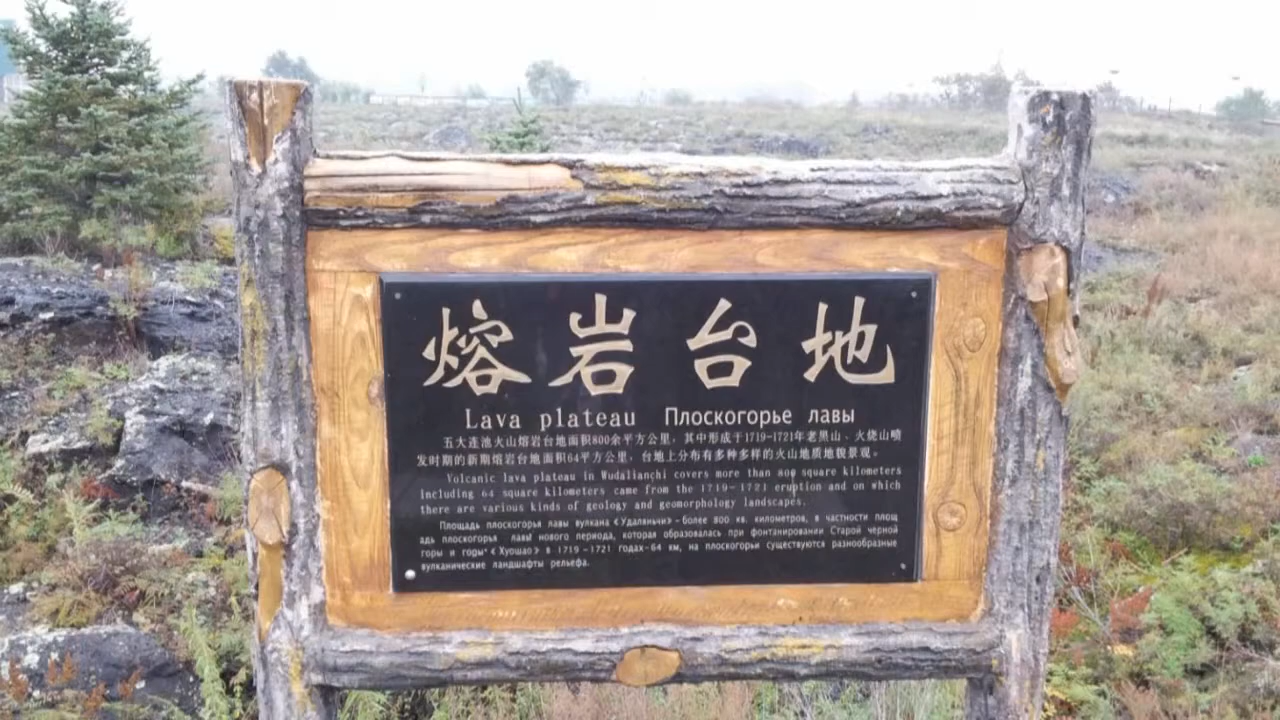 熔岩台地
Lava plateau Плоскогорье лавы
五大连池火山熔岩台地面积800余平方公里，其中形成于1719-1721年老黑山、火烧山喷
发时期的新期熔岩台地面积64平方公里，台地上分布有多种多样的火山地质地貌景观。
Volcanic lava plateau in Wudalianchi covers more than 800 square kilometers
including 64 square kilometers came from the 1719-1721 eruption and on which
there are various kinds of geology and geomorphology landscapes.
Площадь плоскогорья лавы вулкана <Удаляньчи> - более 800 кв. километров, в частности площ
адь плоскогорья лавы нового периода, которая образовалась при фонтанировании Старой черной
горы и горы <Хуошао> в 1719-1721 годах-64 км, на плоскогорьи существуются разнообразные
вулканические ландшафты рельефа.